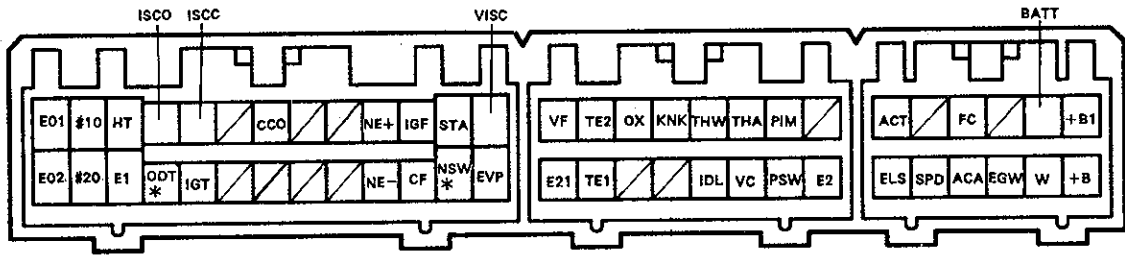 ISCO ISCC VISC BATT
E01 #10 HT CCO NE+ IGF STA VF TE2 OX KNK THW THA PIM ACT FC +B1
E02 #20 E1 ODT * IGT NE- CF NSW * EVP E21 TE1 IDL VC PSW E2 ELS SPD ACA EGW W +B